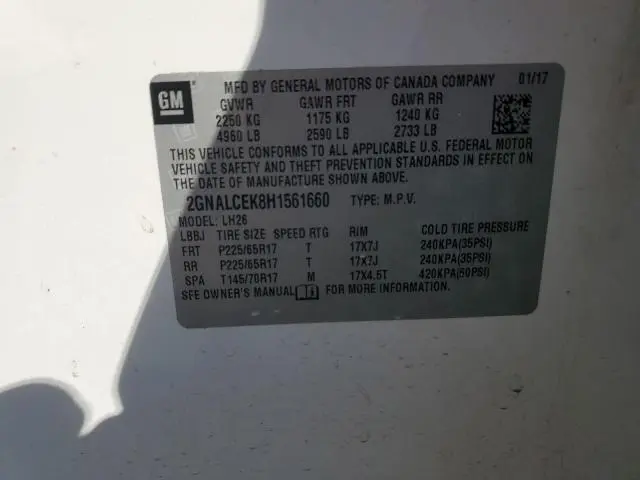 GM
MFD BY GENERAL MOTORS OF CANADA COMPANY 01/17
GVWR GAWR FRT GAWR RR
2250 KG 1175 KG 1240 KG
4960 LB 2590 LB 2733 LB
THIS VEHICLE CONFORMS TO ALL APPLICABLE U.S. FEDERAL MOTOR
VEHICLE SAFETY AND THEFT PREVENTION STANDARDS IN EFFECT ON
THE DATE OF MANUFACTURE SHOWN ABOVE.
2GNALCEK8H1561660 TYPE: M.P.V.
MODEL: LH26
LBBJ TIRE SIZE SPEED RTG RIM COLD TIRE PRESSURE
FRT P225/65R17 T 17X7J 240KPA(35PSI)
RR P225/65R17 T 17X7J 240KPA(35PSI)
SPA T145/70R17 M 17X4.5T 420KPA(60PSI)
SEE OWNER'S MANUAL FOR MORE INFORMATION.